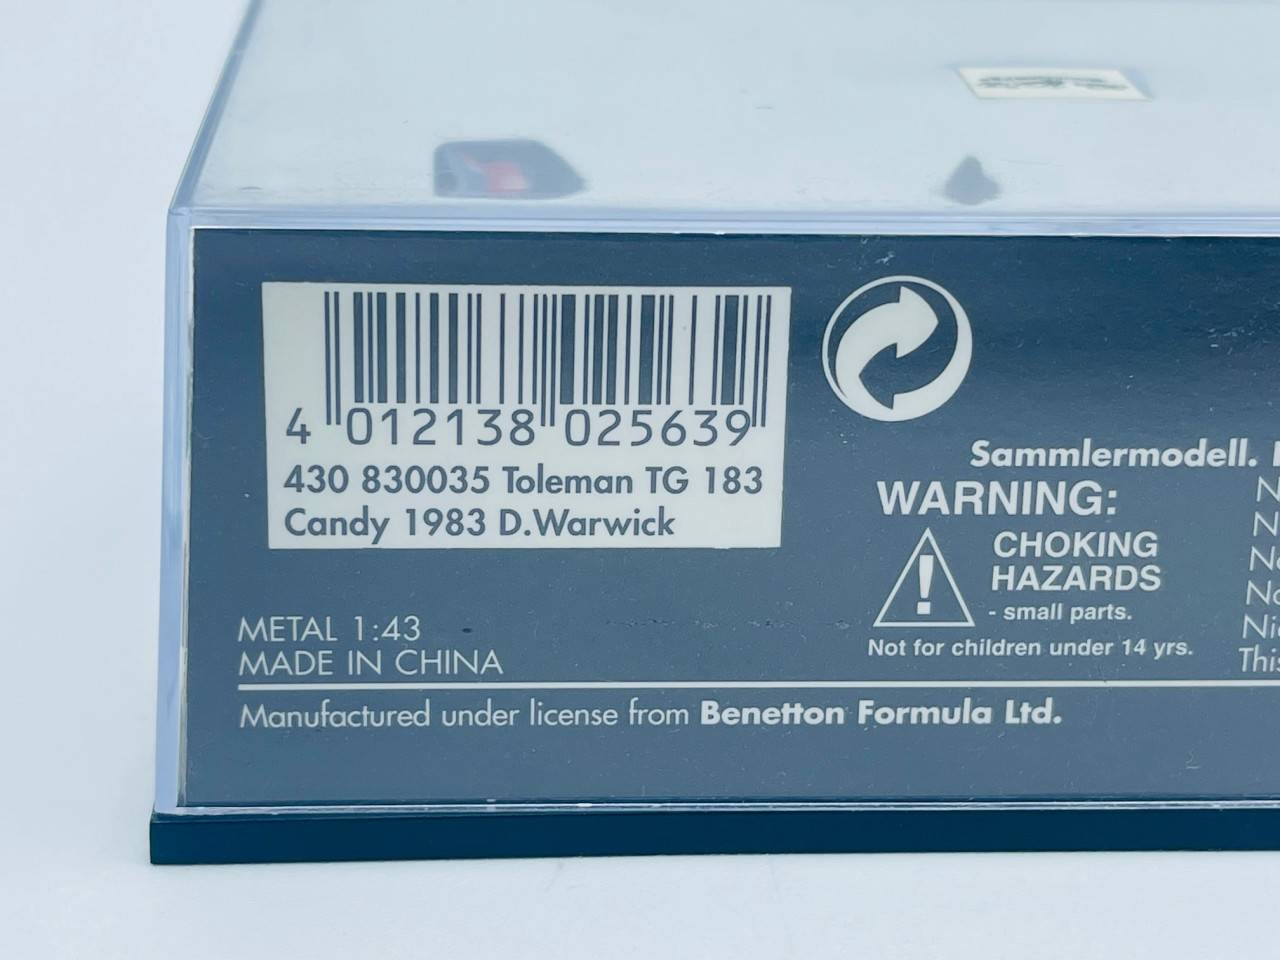 4 012138 025639
430 830035 Toleman TG 183
Candy 1983 D.Warwick
METAL 1:43
MADE IN CHINA
Manufactured under license from Benetton Formula Ltd.
Sammlermodell.
WARNING:
CHOKING
HAZARDS
- small parts.
Not for children under 14 yrs.